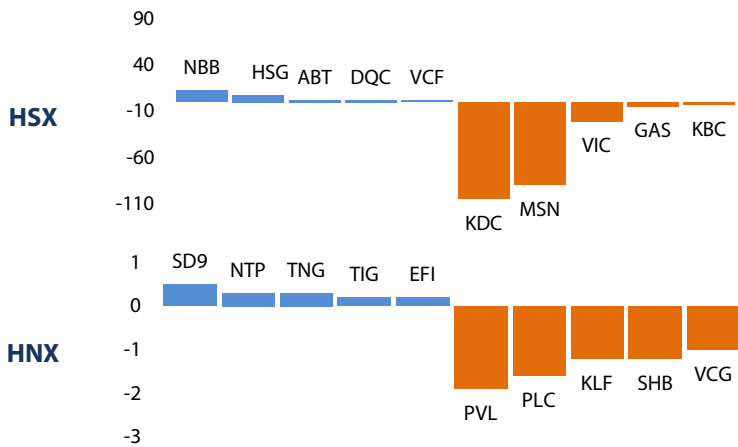 90
40
NBB HSG ABT DQC VCF
-10
HSX
VIC GAS KBC
-60
-110
KDC MSN
1
SD9 NTP TNG TIG EFI
0
-1
HNX
-2
PVL PLC KLF SHB VCG
-3